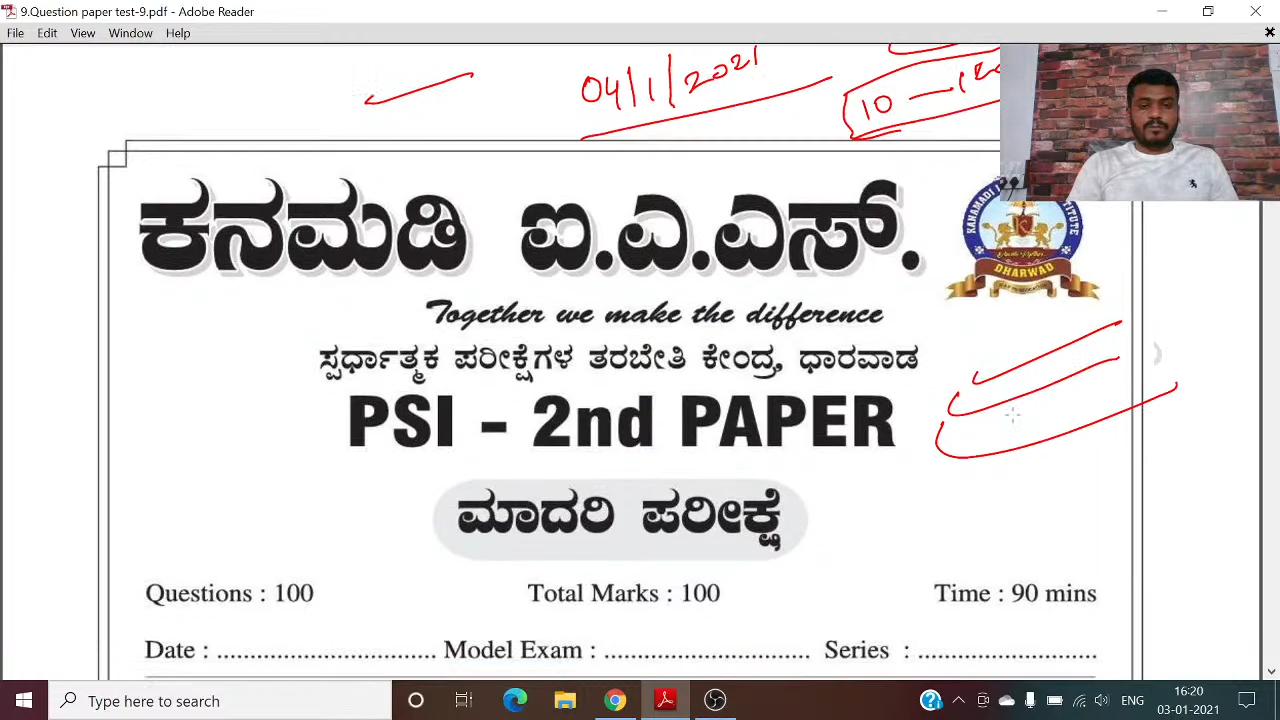 9.Question paper test-9.pdf - Adobe Reader
File Edit View Window Help
04/1/2021
10 —
ಕನಮಡಿ ಐ.ಎ.ಎಸ್.
KANAMADI
DHARWAD
Together we make the difference
ಸ್ಪರ್ಧಾತ್ಮಕ ಪರೀಕ್ಷೆಗಳ ತರಬೇತಿ ಕೇಂದ್ರ, ಧಾರವಾಡ
PSI - 2nd PAPER
ಮಾದರಿ ಪರೀಕ್ಷೆ
Questions : 100 Total Marks : 100 Time : 90 mins
Date : ................................. Model Exam : ............................... Series : ...........................
Type here to search
ENG
16:20
03-01-2021